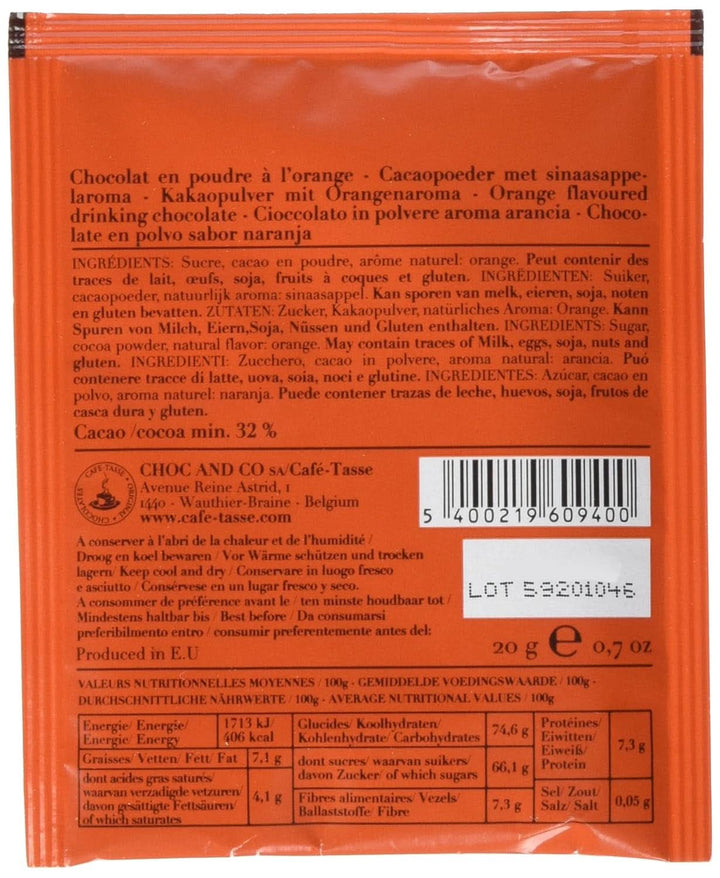 Chocolat en poudre à l'orange - Cacaopoeder met sinaasappe-
laroma - Kakaopulver mit Orangenaroma - Orange flavoured
drinking chocolate - Cioccolato in polvere aroma arancia - Choco-
late en polvo sabor naranja
INGRÉDIENTS: Sucre, cacao en poudre, arôme naturel: orange. Peut contenir des
traces de lait, œufs, soja, fruits à coques et gluten. INGREDIËNTEN: Suiker,
cacaopoeder, natuurlijk aroma: sinaasappel. Kan sporen van melk, eieren, soja, noten
en gluten bevatten. ZUTATEN: Zucker, Kakaopulver, natürliches Aroma: Orange. Kann
Spuren von Milch, Eiern,Soja, Nüssen und Gluten enthalten. INGREDIENTS: Sugar,
cocoa powder, natural flavor: orange. May contain traces of Milk, eggs, soja, nuts and
gluten. INGREDIENTI: Zucchero, cacao in polvere, aroma natural: arancia. Puó
contenere tracce di latte, uova, soia, noci e glutine. INGREDIENTES: Azúcar, cacao en
polvo, aroma naturel: naranja. Puede contener trazas de leche, huevos, soja, frutos de
casca dura y gluten.
Cacao /cocoa min. 32 %
CAFÉ-TASSE ORIGINAL CHOCOLATES
CHOC AND CO SA/Café-Tasse
Avenue Reine Astrid, 1
1440 - Wauthier-Braine - Belgium
www.cafe-tasse.com
5 400219 609400
A conserver à l'abri de la chaleur et de l'humidité /
Droog en koel bewaren / Vor Wärme schützen und trocken
lagern/ Keep cool and dry / Conservare in luogo fresco
e asciutto / Consérvese en un lugar fresco y seco.
A consommer de préférence avant le / ten minste houdbaar tot /
Mindestens haltbar bis / Best before / Da consumarsi
preferibilmento entro / consumir preferentemente antes del:
LOT 59201046
Produced in E.U
20 g e 0,7 oz
VALEURS NUTRITIONNELLES MOYENNES / 100g - GEMIDDELDE VOEDINGSWAARDE / 100g -
DURCHSCHNITTLICHE NÄHRWERTE / 100g - AVERAGE NUTRITIONAL VALUES / 100g
Energie/ Energie/ 1713 kJ/
Energie/ Energy 406 kcal
Graisses/ Vetten/ Fett/ Fat 7,1 g
dont acides gras saturés/
waarvan verzadigde vetzuren/
davon gesättigte Fettsäuren/
of which saturates 4,1 g
Glucides/ Koolhydraten/
Kohlenhydrate/ Carbohydrates 74,6 g
dont sucres/ waarvan suikers/
davon Zucker/ of which sugars 66,1 g
Fibres alimentaires/ Vezels/
Ballaststoffe/ Fibre 7,3 g
Protéines/
Eiwitten/
Eiweiß/
Protein 7,3 g
Sel/ Zout/
Salz/ Salt 0,05 g